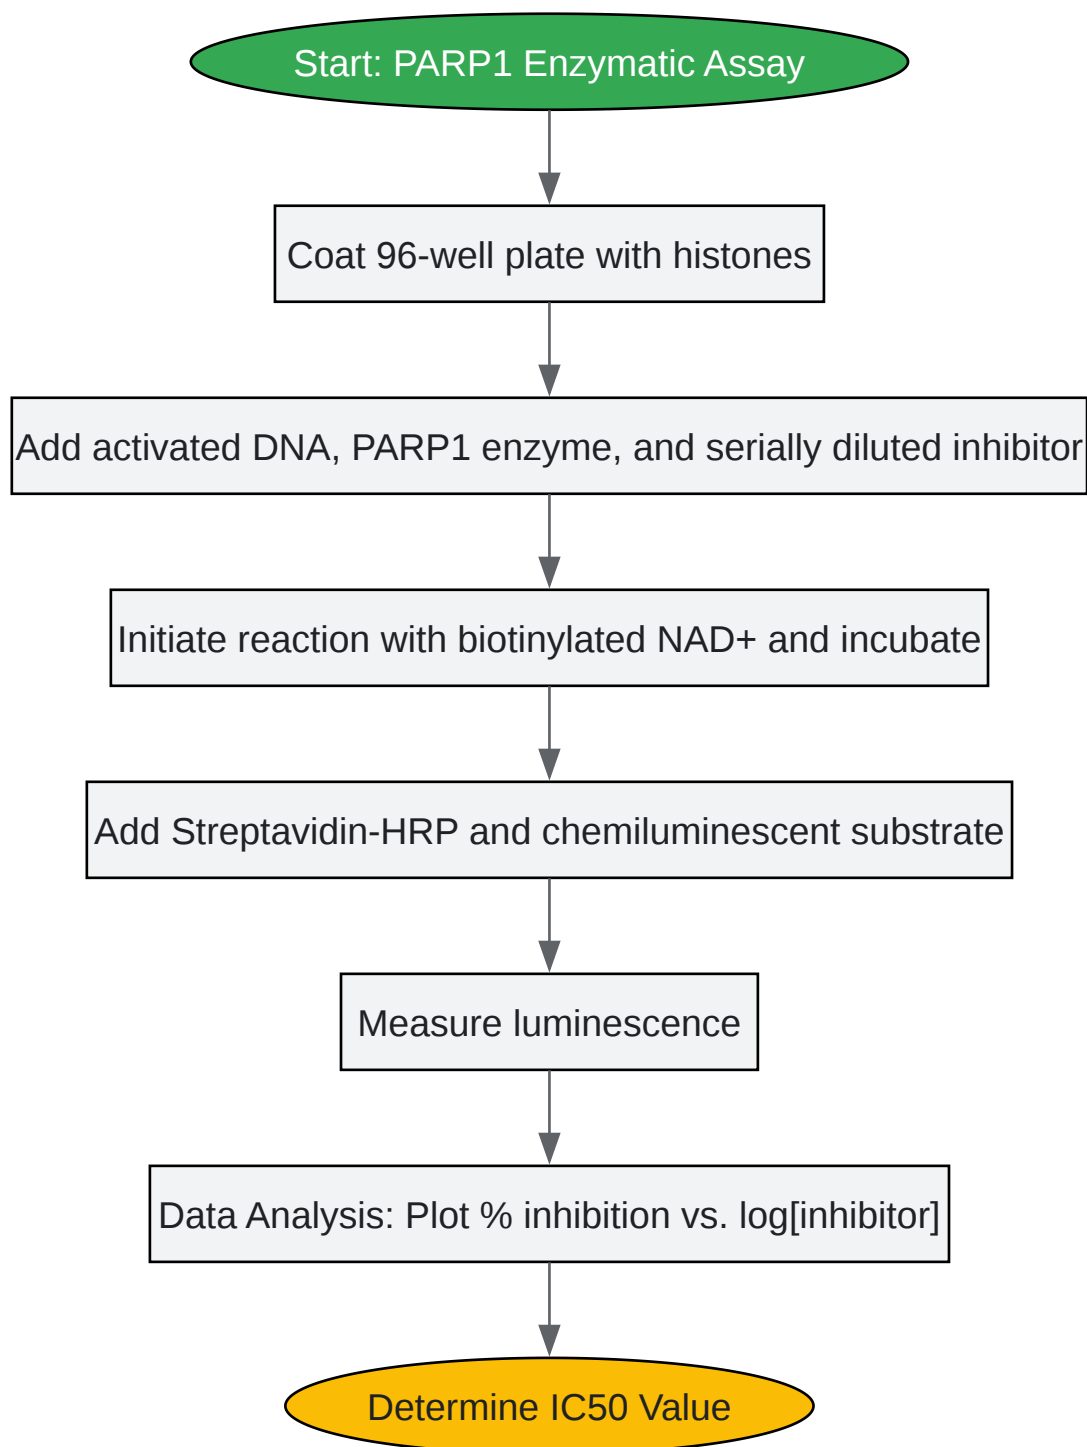 Start: PARP1 Enzymatic Assay
Coat 96-well plate with histones
Add activated DNA, PARP1 enzyme, and serially diluted inhibitor
Initiate reaction with biotinylated NAD+ and incubate
Add Streptavidin-HRP and chemiluminescent substrate
Measure luminescence
Data Analysis: Plot % inhibition vs. log[inhibitor]
Determine IC50 Value